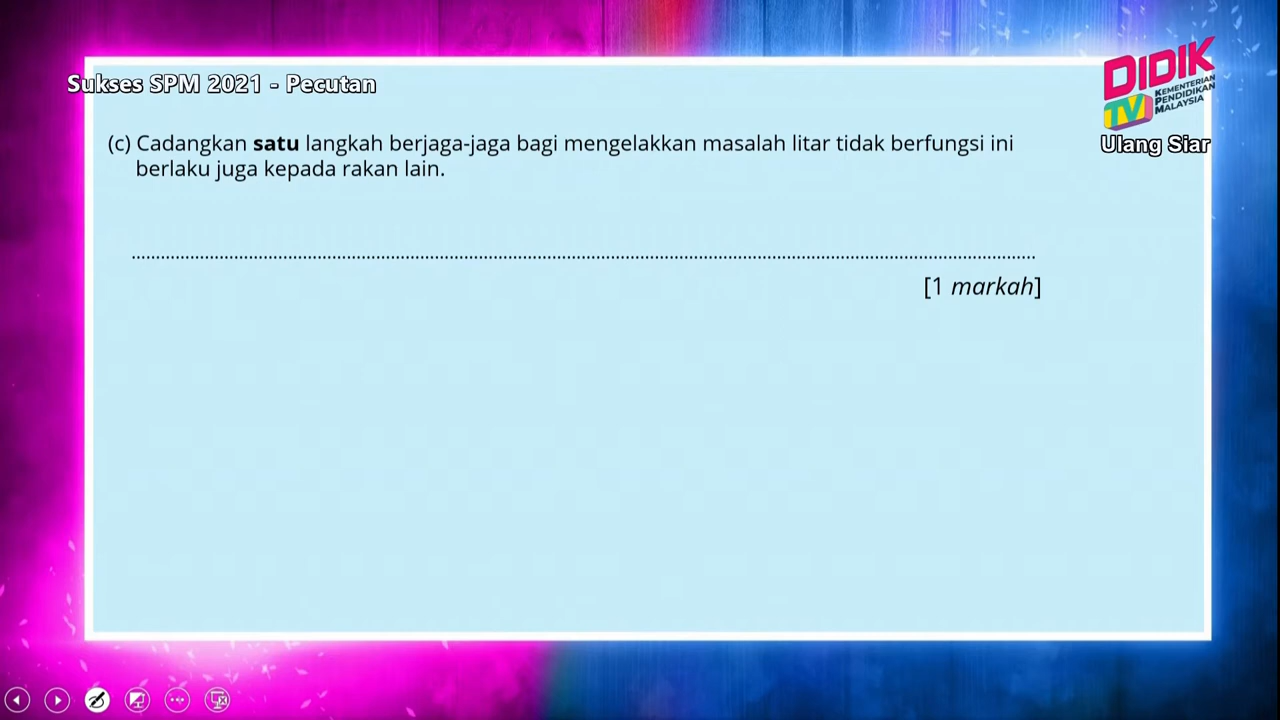 Sukses SPM 2021 - Pecutan
DIDIK
TV
KEMENTERIAN
PENDIDIKAN
MALAYSIA
Ulang Siar
(c) Cadangkan satu langkah berjaga-jaga bagi mengelakkan masalah litar tidak berfungsi ini
berlaku juga kepada rakan lain.
[1 markah]